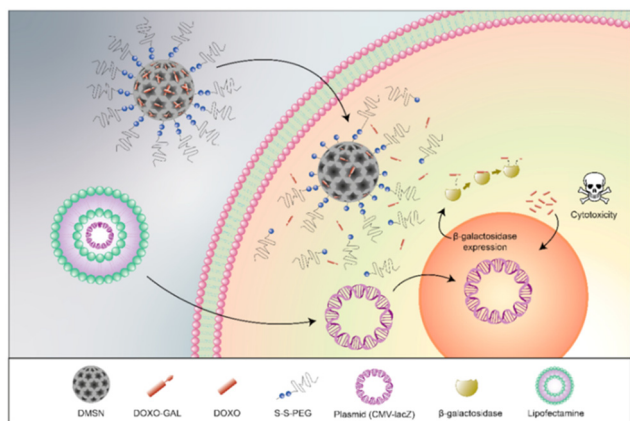 Cytotoxicity
β-galactosidase
expression
DMSN
DOXO-GAL
DOXO
S-S-PEG
Plasmid (CMV-lacZ)
β-galactosidase
Lipofectamine